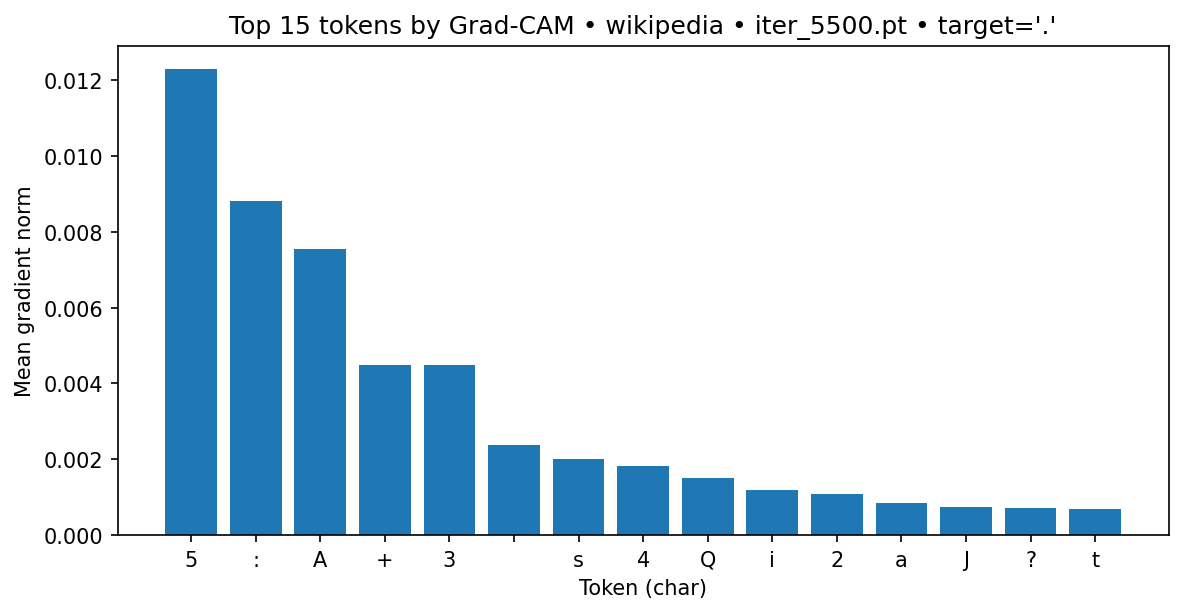 Top 15 tokens by Grad-CAM • wikipedia • iter_5500.pt • target='.'
Mean gradient norm
0.012
0.010
0.008
0.006
0.004
0.002
0.000
5 : A + 3 s 4 Q i 2 a J ? t
Token (char)